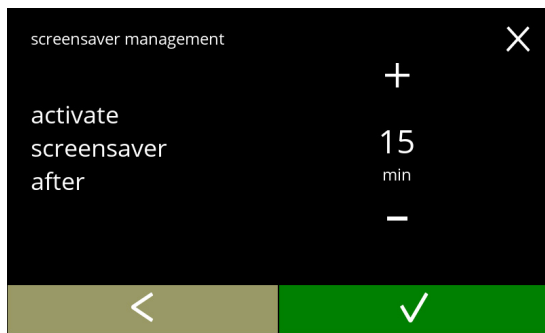 screensaver management
activate
screensaver
after
15
min